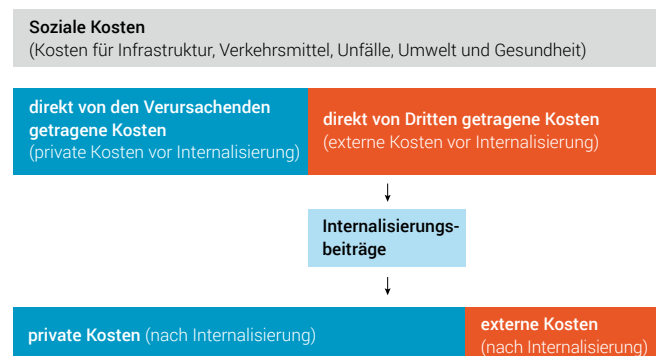 Soziale Kosten
(Kosten für Infrastruktur, Verkehrsmittel, Unfälle, Umwelt und Gesundheit)
direkt von den Verursachenden
getragene Kosten
(private Kosten vor Internalisierung)
direkt von Dritten getragene Kosten
(externe Kosten vor Internalisierung)
Internalisierungs-
beiträge
private Kosten (nach Internalisierung)
externe Kosten
(nach Internalisierung)